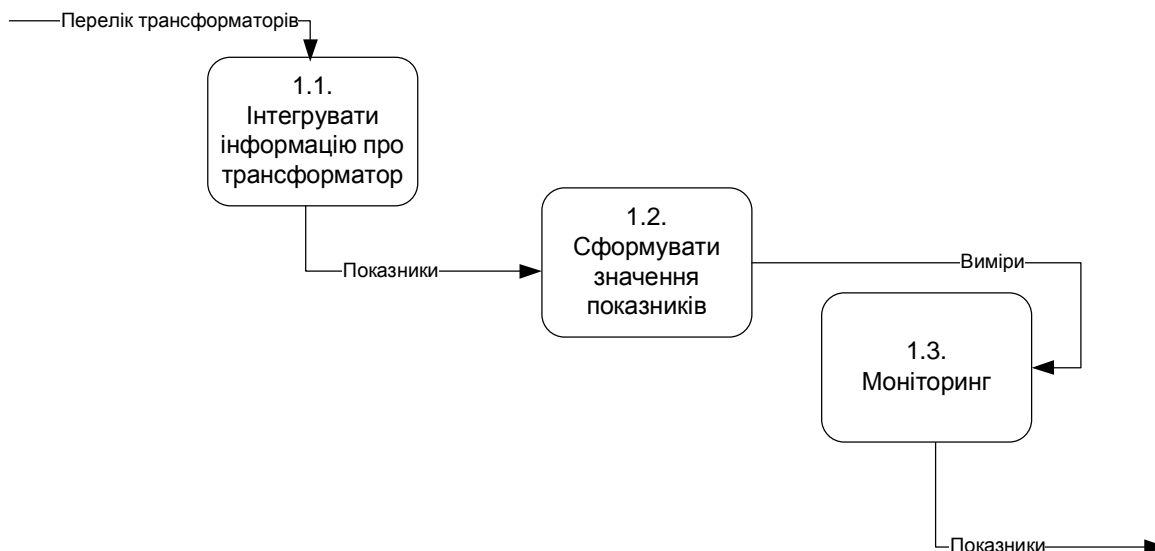 Перелік трансформаторів
1.1.
Інтегрувати
інформацію про
трансформатор
Показники
1.2.
Сформувати
значення
показників
Виміри
1.3.
Моніторинг
Показники